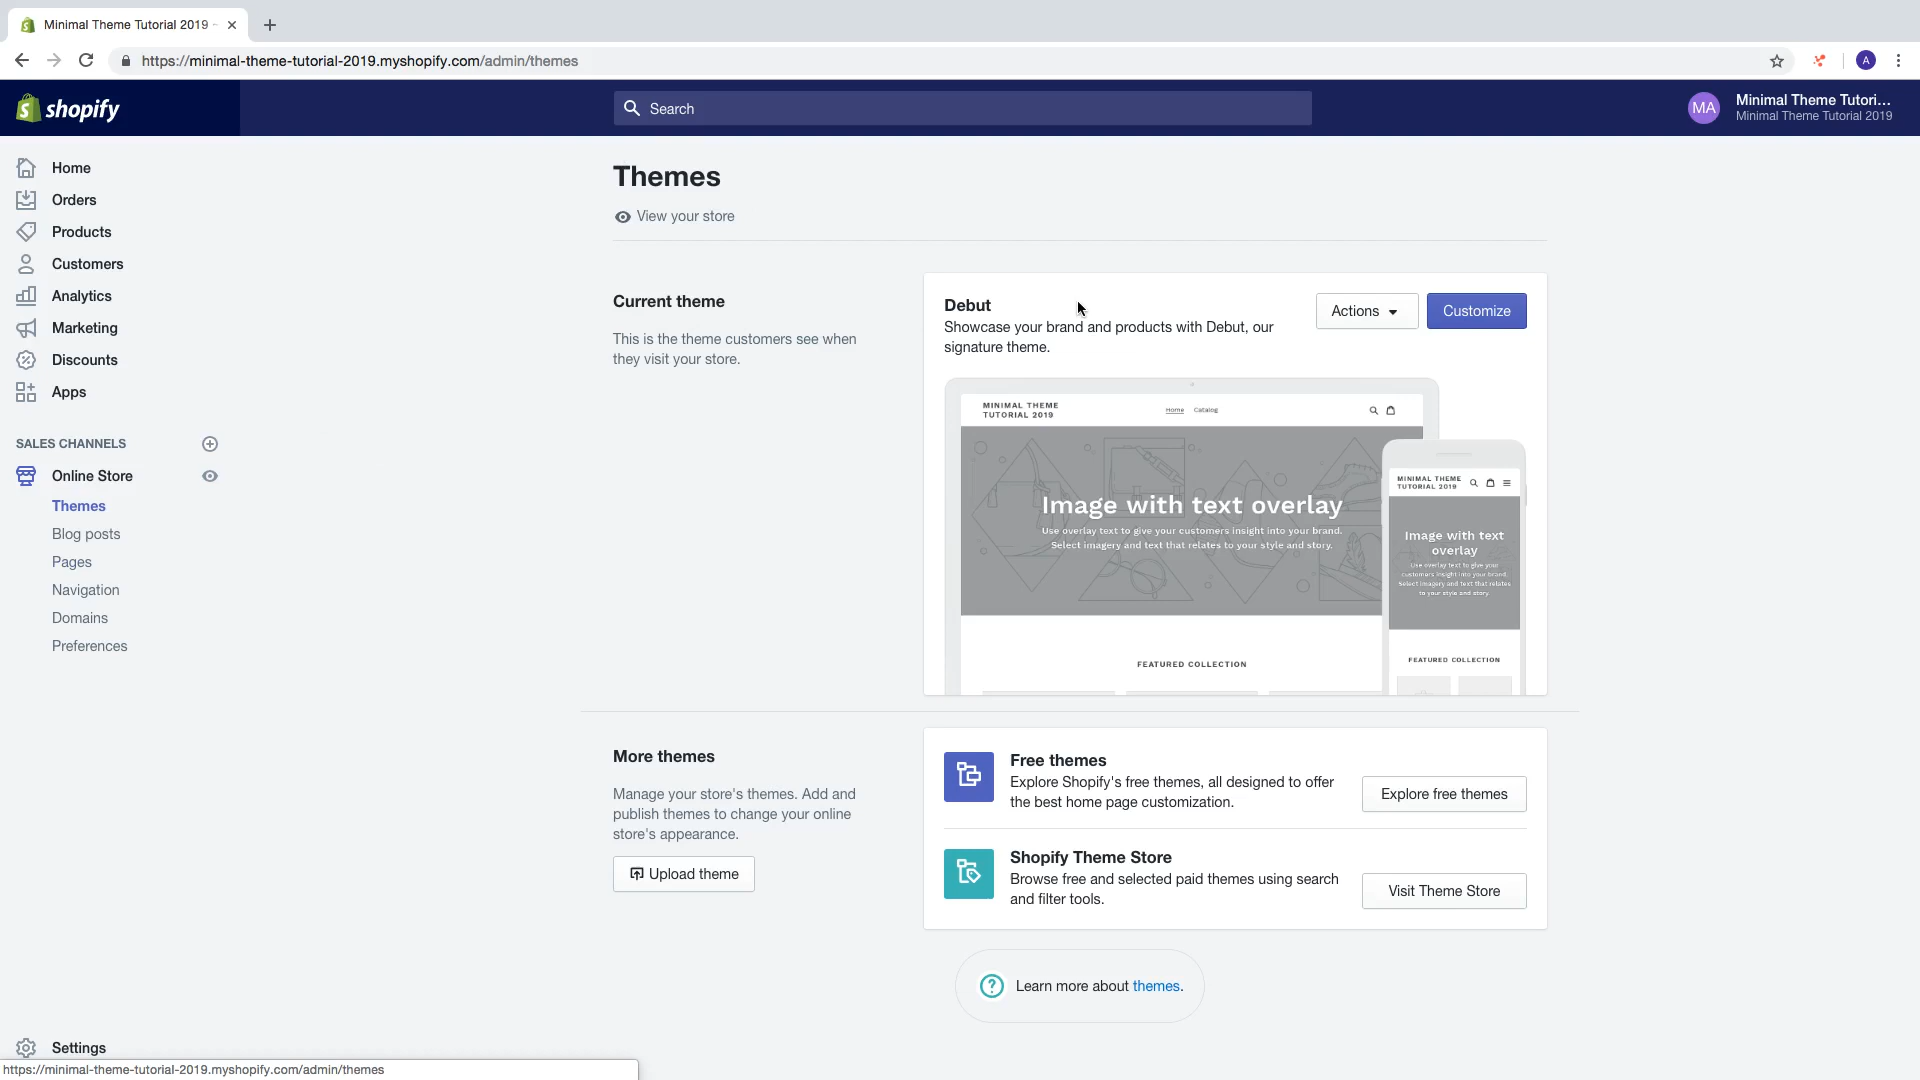 Minimal Theme Tutorial 2019 -
https://minimal-theme-tutorial-2019.myshopify.com/admin/themes
A
shopify
Search
MA
Minimal Theme Tutori...
Minimal Theme Tutorial 2019
Home
Orders
Products
Customers
Analytics
Marketing
Discounts
Apps
SALES CHANNELS
Online Store
Themes
Blog posts
Pages
Navigation
Domains
Preferences
Settings
https://minimal-theme-tutorial-2019.myshopify.com/admin/themes
Themes
View your store
Current theme
This is the theme customers see when
they visit your store.
Debut
Showcase your brand and products with Debut, our
signature theme.
Actions
Customize
MINIMAL THEME
TUTORIAL 2019
Home Catalog
Image with text overlay
Use overlay text to give your customers insight into your brand.
Select imagery and text that relates to your style and story.
FEATURED COLLECTION
MINIMAL THEME
TUTORIAL 2019
Image with text
overlay
Use overlay text to give your
customers insight into your brand.
Select imagery and text that relates
to your style and story.
FEATURED COLLECTION
More themes
Manage your store's themes. Add and
publish themes to change your online
store's appearance.
Upload theme
Free themes
Explore Shopify's free themes, all designed to offer
the best home page customization.
Explore free themes
Shopify Theme Store
Browse free and selected paid themes using search
and filter tools.
Visit Theme Store
Learn more about themes.